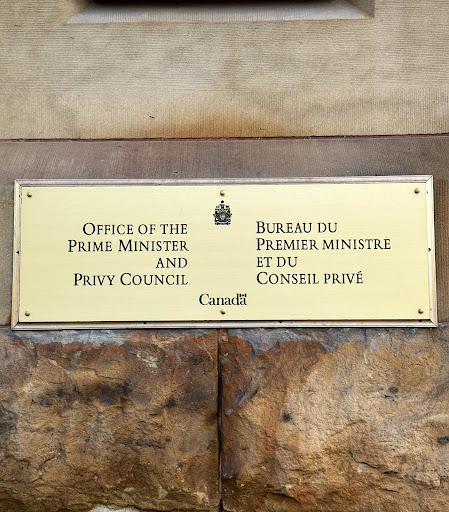 OFFICE OF THE
PRIME MINISTER
AND
PRIVY COUNCIL
BUREAU DU
PREMIER MINISTRE
ET DU
CONSEIL PRIVÉ
Canada